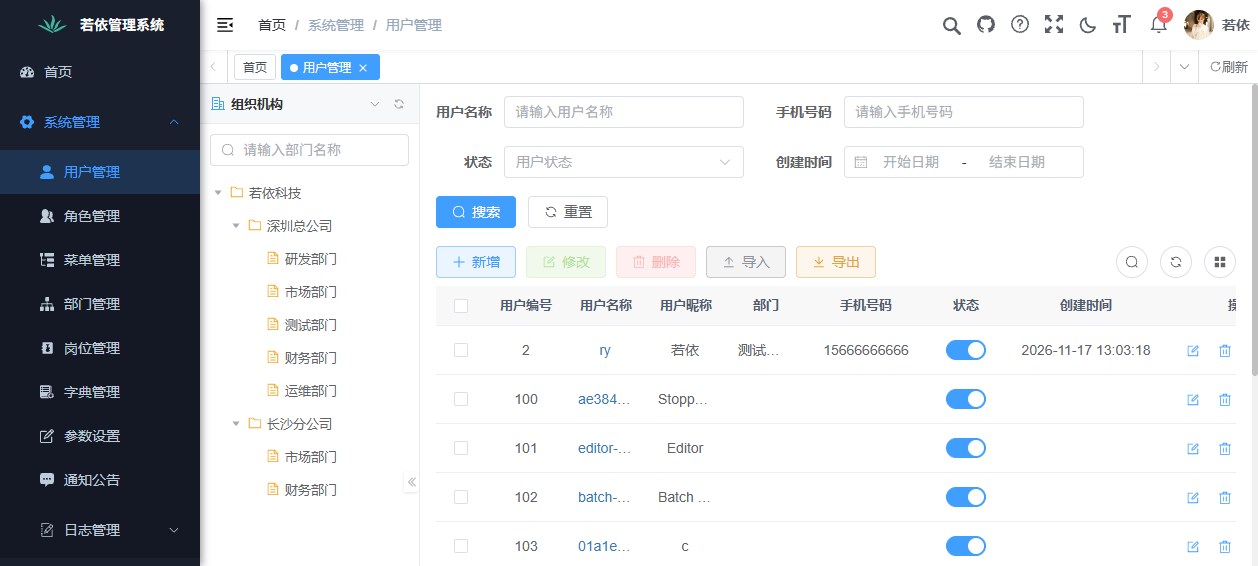 若依管理系统
首页
系统管理
用户管理
角色管理
菜单管理
部门管理
岗位管理
字典管理
参数设置
通知公告
日志管理
首页 / 系统管理 / 用户管理
3
若依
首页
用户管理
刷新
组织机构
请输入部门名称
若依科技
深圳总公司
研发部门
市场部门
测试部门
财务部门
运维部门
长沙分公司
市场部门
财务部门
用户名称 请输入用户名称 手机号码 请输入手机号码
状态 用户状态 创建时间 开始日期 - 结束日期
搜索 重置
新增 修改 删除 导入 导出
用户编号 用户名称 用户昵称 部门 手机号码 状态 创建时间
2 ry 若依 测试... 15666666666 2026-11-17 13:03:18
100 ae384... Stopp...
101 editor-... Editor
102 batch-... Batch ...
103 01a1e... c